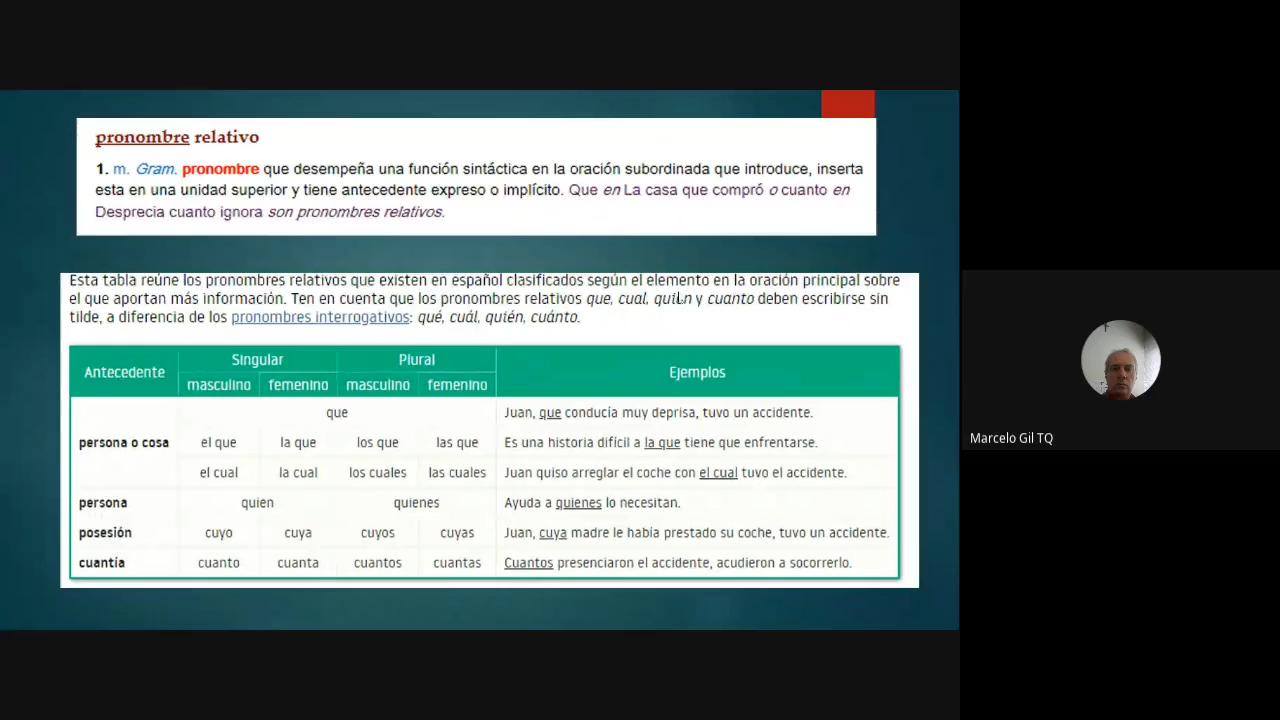 pronombre relativo
1. m. Gram. pronombre que desempeña una función sintáctica en la oración subordinada que introduce, inserta
esta en una unidad superior y tiene antecedente expreso o implícito. Que en La casa que compró o cuanto en
Desprecia cuanto ignora son pronombres relativos.
Esta tabla reúne los pronombres relativos que existen en español clasificados según el elemento en la oración principal sobre
el que aportan más información. Ten en cuenta que los pronombres relativos que, cual, quien y cuanto deben escribirse sin
tilde, a diferencia de los pronombres interrogativos: qué, cuál, quién, cuánto.
Antecedente Singular Plural Ejemplos
masculino femenino masculino femenino
que Juan, que conducía muy deprisa, tuvo un accidente.
persona o cosa el que la que los que las que Es una historia difícil a la que tiene que enfrentarse.
el cual la cual los cuales las cuales Juan quiso arreglar el coche con el cual tuvo el accidente.
persona quien quienes Ayuda a quienes lo necesitan.
posesión cuyo cuya cuyos cuyas Juan, cuya madre le había prestado su coche, tuvo un accidente.
cuantía cuanto cuanta cuantos cuantas Cuantos presenciaron el accidente, acudieron a socorrerlo.
Marcelo Gil TQ